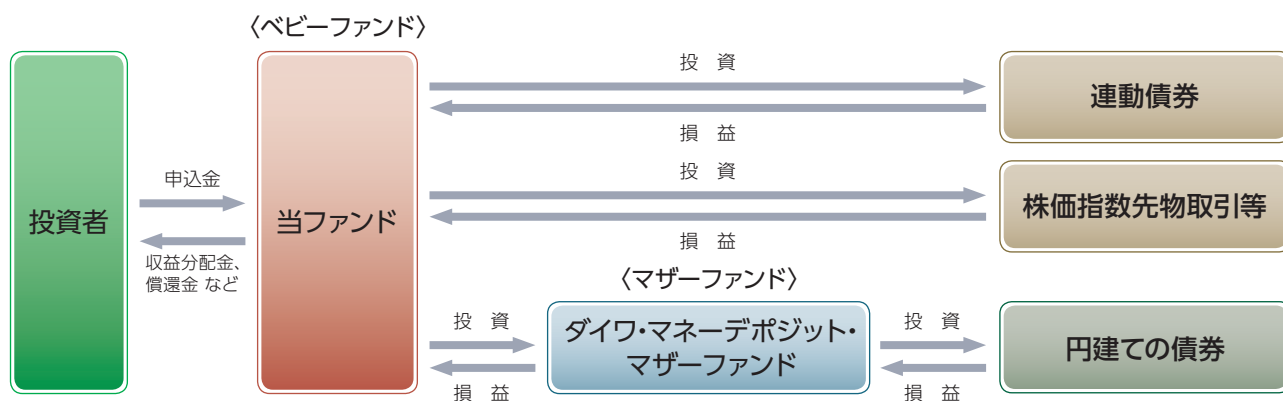 〈ベビーファンド〉
投資者
申込金
収益分配金、
償還金 など
当ファンド
投 資
損 益
連動債券
投 資
損 益
株価指数先物取引等
〈マザーファンド〉
投 資
損 益
ダイワ・マネーデポジット・
マザーファンド
投 資
損 益
円建ての債券